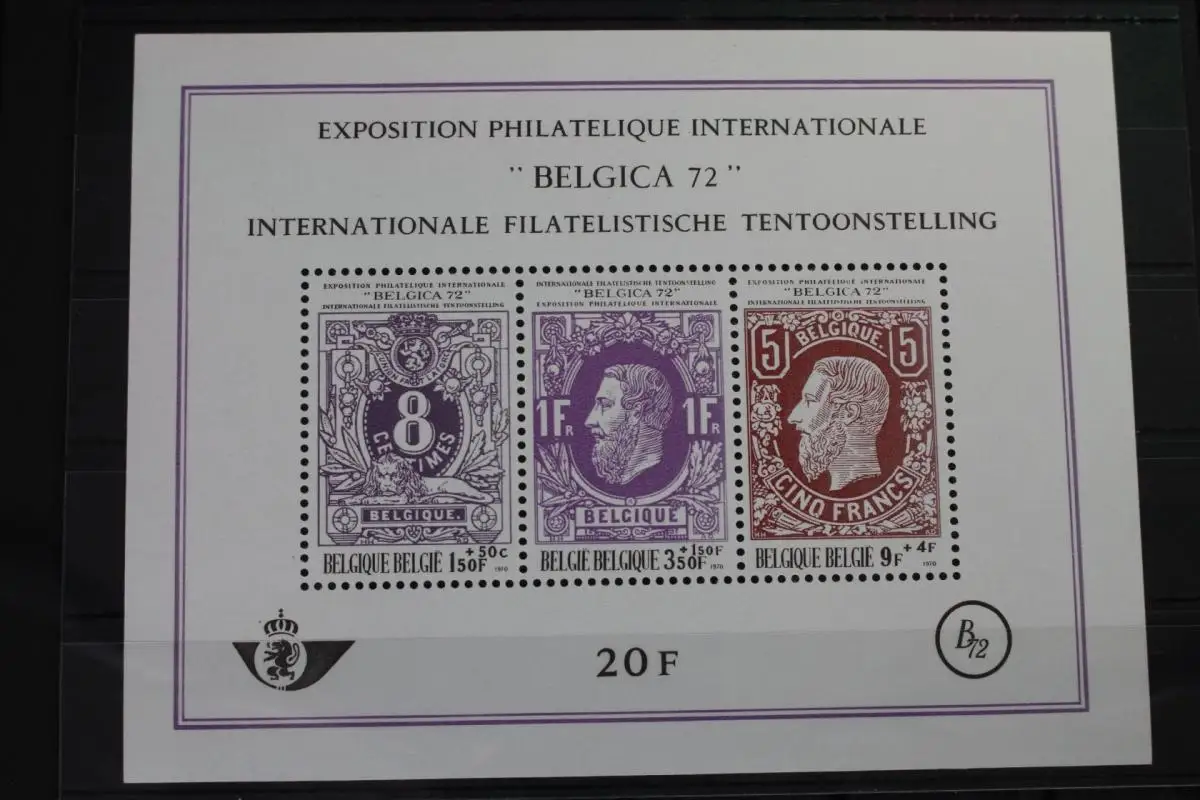 EXPOSITION PHILATELIQUE INTERNATIONALE
" BELGICA 72 "
INTERNATIONALE FILATELISTISCHE TENTOONSTELLING
EXPOSITION PHILATELIQUE INTERNATIONALE
"BELGICA 72"
INTERNATIONALE FILATELISTISCHE TENTOONSTELLING
8
CENTIMES
BELGIQUE.
BELGIQUE BELGIË 1 50F + 50C
1970
INTERNATIONALE FILATELISTISCHE TENTOONSTELLING
"BELGICA 72"
EXPOSITION PHILATELIQUE INTERNATIONALE
1FR 1FR
BELGIQUE
BELGIË BELGIQUE 3 50F + 1 50F
1970
EXPOSITION PHILATELIQUE INTERNATIONALE
"BELGICA 72"
INTERNATIONALE FILATELISTISCHE TENTOONSTELLING
5 BELGIQUE. 5
CINQ FRANCS
BELGIQUE BELGIË 9F + 4F
1970
20F
B72